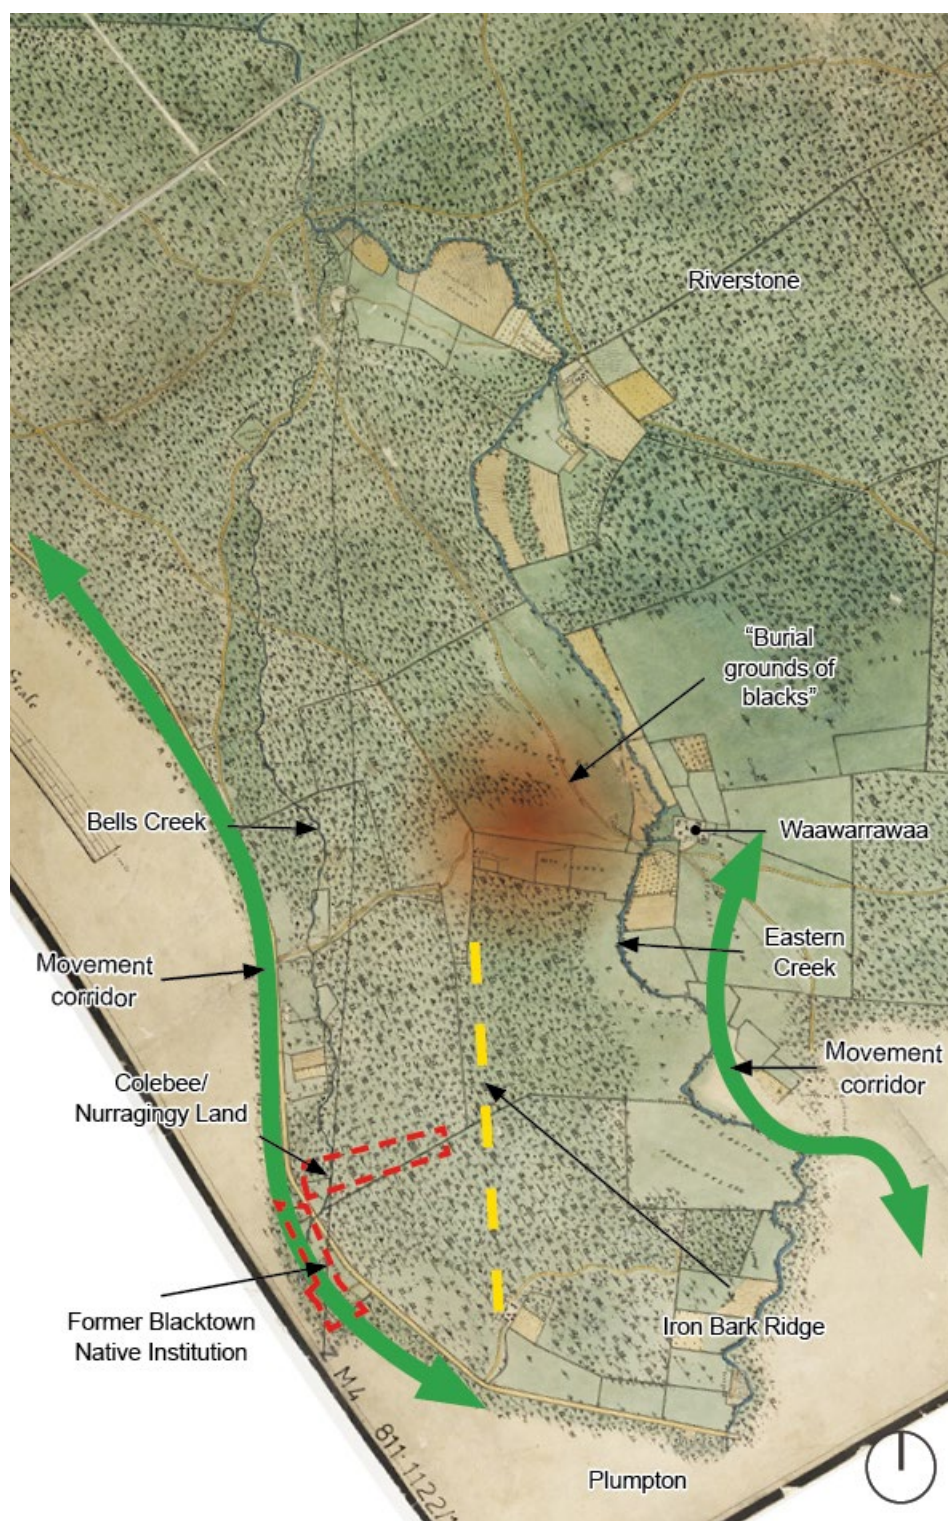 Riverstone
“Burial
grounds of
blacks”
Scale
Bells Creek
Waawarrawaa
Eastern
Creek
Movement
corridor
Movement
corridor
Colebee/
Nurragingy Land
Former Blacktown
Native Institution
Iron Bark Ridge
Z M4 811·1122/1
Plumpton